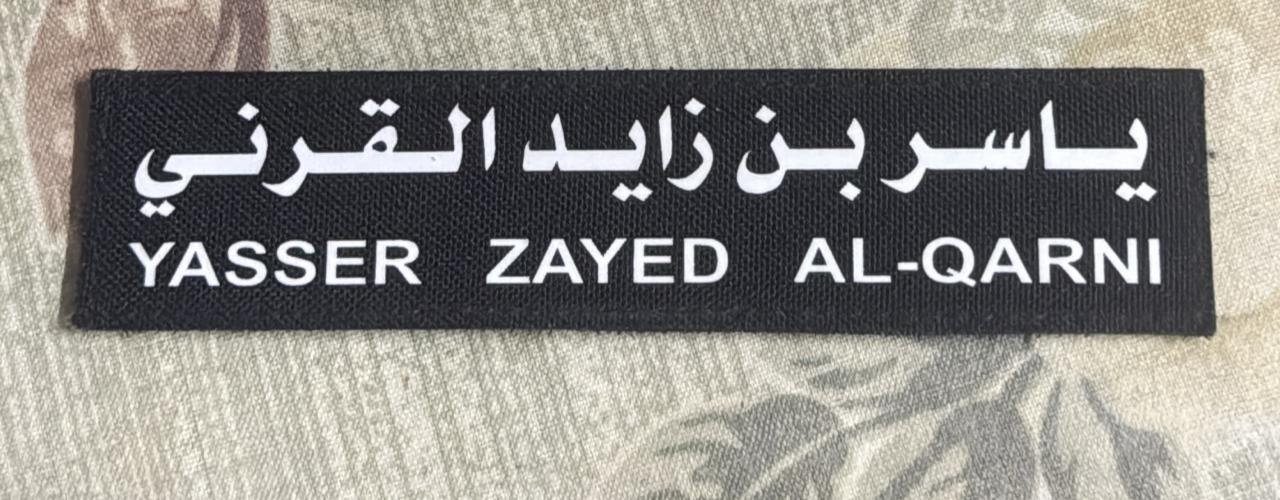 ياسر بن زايد القرني
YASSER ZAYED AL-QARNI